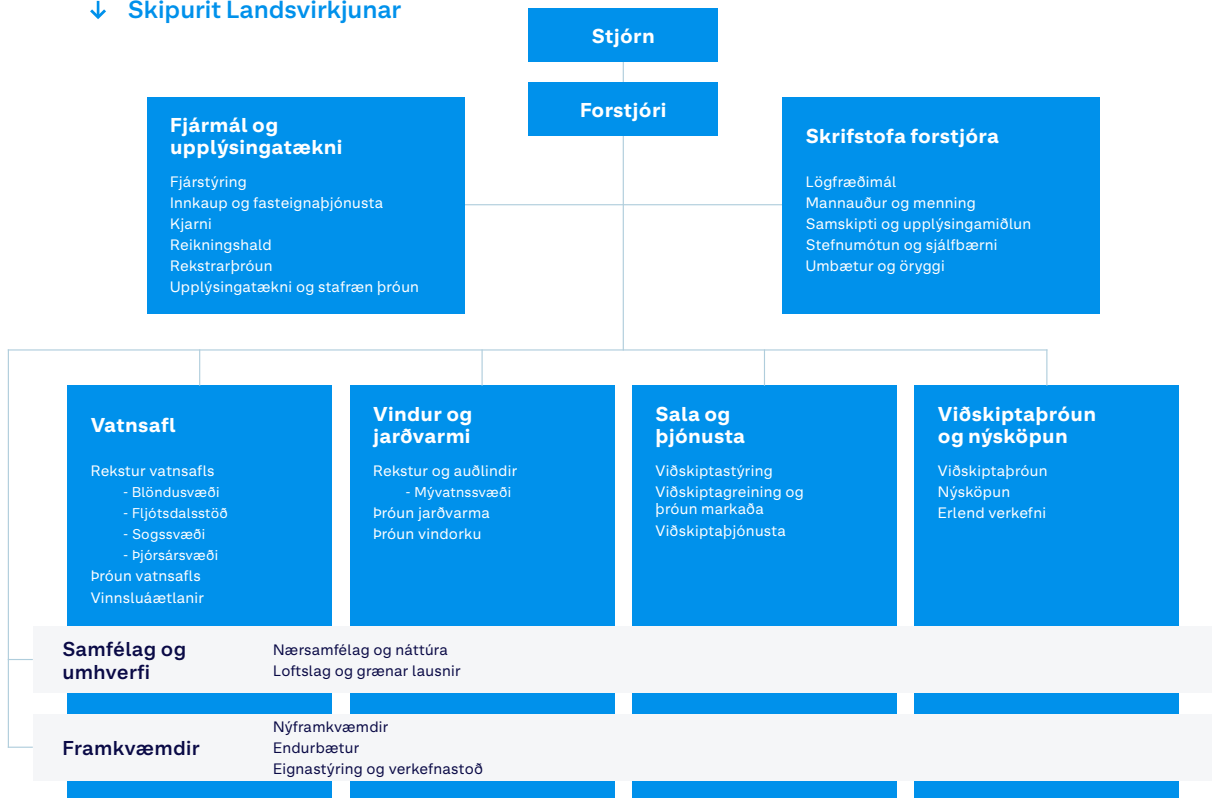 ↓ Skipurit Landsvirkjunar
Stjórn
Forstjóri
Fjármál og
upplýsingatækni
Fjárstýring
Innkaup og fasteignaþjónusta
Kjarni
Reikningshald
Rekstrarþróun
Upplýsingatækni og stafræn þróun
Skrifstofa forstjóra
Lögfræðimál
Mannauður og menning
Samskipti og upplýsingamiðlun
Stefnumótun og sjálfbærni
Umbætur og öryggi
Vatnsafl
Rekstur vatnsafls
- Blöndusvæði
- Fljótsdalsstöð
- Sogssvæði
- Þjórsársvæði
Þróun vatnsafls
Vinnsluáætlanir
Vindur og
jarðvarmi
Rekstur og auðlindir
- Mývatnssvæði
Þróun jarðvarma
Þróun vindorku
Sala og
þjónusta
Viðskiptastýring
Viðskiptagreining og
þróun markaða
Viðskiptaþjónusta
Viðskiptaþróun
og nýsköpun
Viðskiptaþróun
Nýsköpun
Erlend verkefni
Samfélag og
umhverfi
Nærsamfélag og náttúra
Loftslag og grænar lausnir
Framkvæmdir
Nýframkvæmdir
Endurbætur
Eignastýring og verkefnastoð